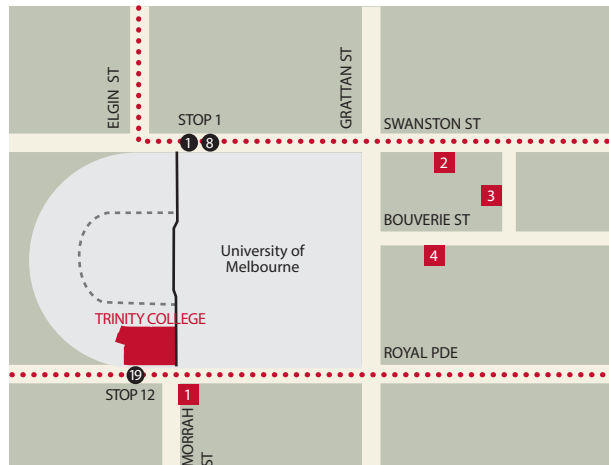 ELGIN ST
GRATTAN ST
STOP 1
SWANSTON ST
1 8
2
3
BOUVERIE ST
University of
Melbourne
4
TRINITY COLLEGE
ROYAL PDE
19
STOP 12
1
MORRAH
ST